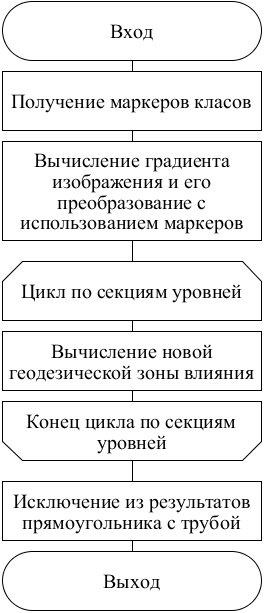 Вход
Получение маркеров класов
Вычисление градиента
изображения и его
преобразование с
использованием маркеров
Цикл по секциям уровней
Вычисление новой
геодезической зоны влияния
Конец цикла по секциям
уровней
Исключение из результатов
прямоугольника с трубой
Выход